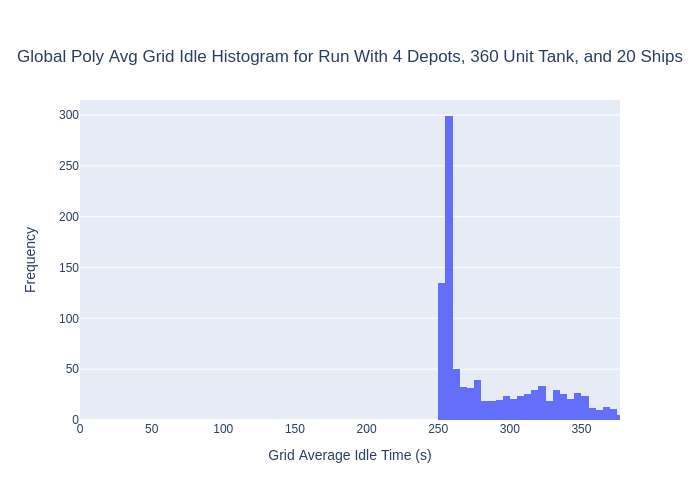 Global Poly Avg Grid Idle Histogram for Run With 4 Depots, 360 Unit Tank, and 20 Ships
300
250
200
150
100
50
0
Frequency
0 50 100 150 200 250 300 350
Grid Average Idle Time (s)